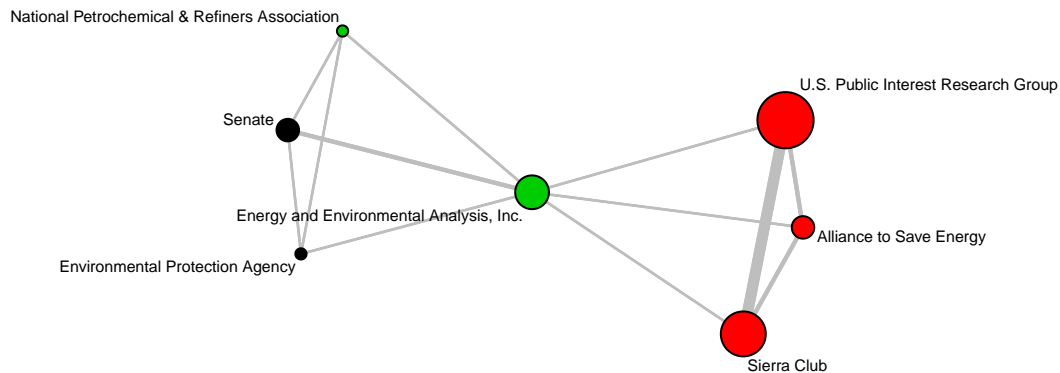 National Petrochemical & Refiners Association
U.S. Public Interest Research Group
Senate
Energy and Environmental Analysis, Inc.
Alliance to Save Energy
Environmental Protection Agency
Sierra Club